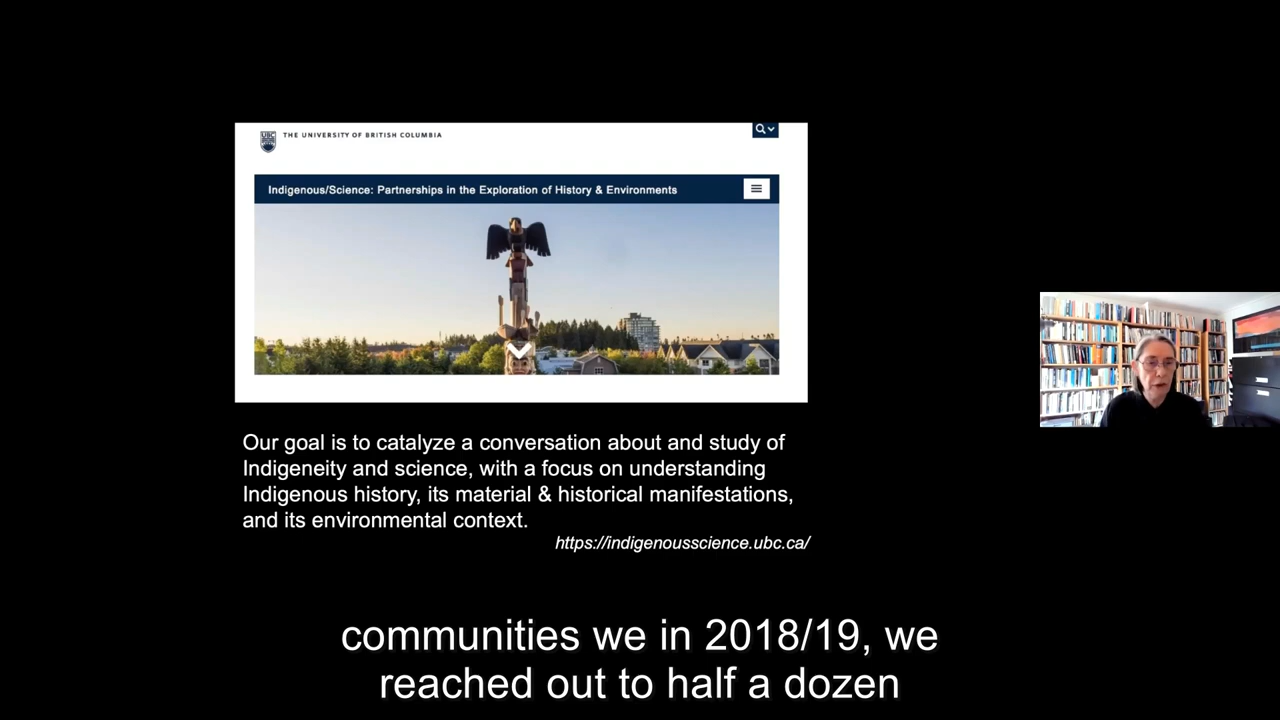 THE UNIVERSITY OF BRITISH COLUMBIA
Indigenous/Science: Partnerships in the Exploration of History & Environments
Our goal is to catalyze a conversation about and study of
Indigeneity and science, with a focus on understanding
Indigenous history, its material & historical manifestations,
and its environmental context.
https://indigenousscience.ubc.ca/
communities we in 2018/19, we
reached out to half a dozen